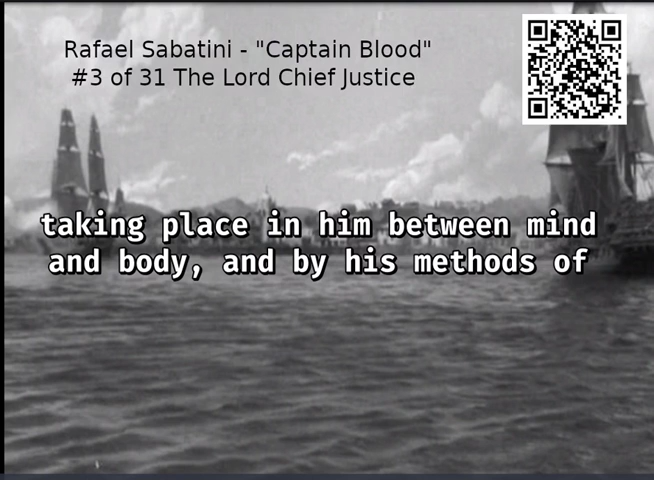 Rafael Sabatini - "Captain Blood"
#3 of 31 The Lord Chief Justice
taking place in him between mind
and body, and by his methods of